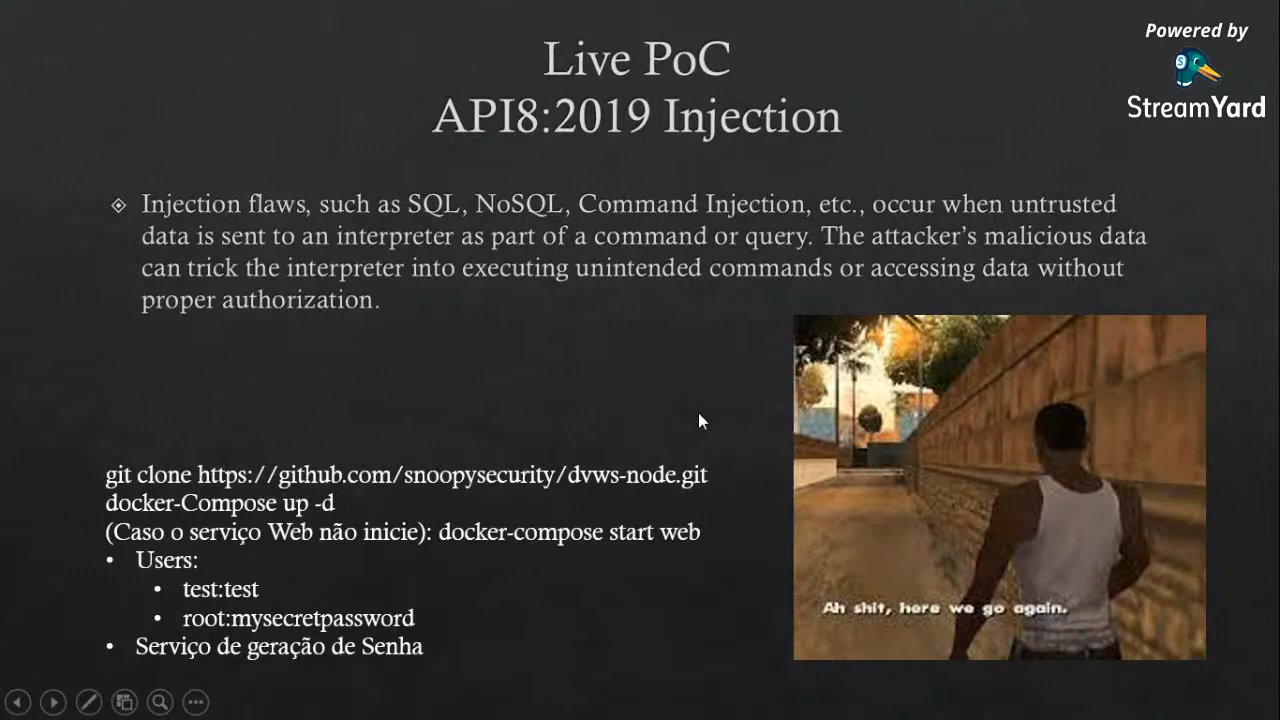 Powered by
StreamYard
Live PoC
API8:2019 Injection
Injection flaws, such as SQL, NoSQL, Command Injection, etc., occur when untrusted
data is sent to an interpreter as part of a command or query. The attacker's malicious data
can trick the interpreter into executing unintended commands or accessing data without
proper authorization.
git clone https://github.com/snoopysecurity/dvws-node.git
docker-Compose up -d
(Caso o serviço Web não inicie): docker-compose start web
• Users:
• test:test
• root:mysecretpassword
• Serviço de geração de Senha
Ah shit, here we go again.